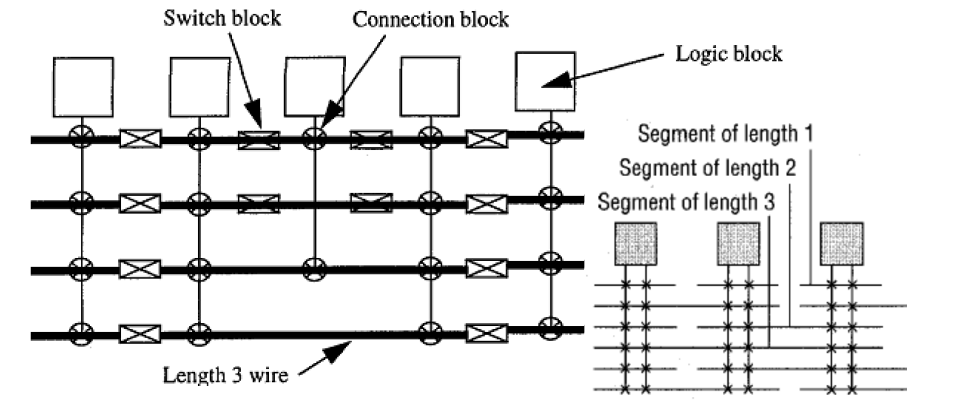 Switch block
Connection block
Logic block
Segment of length 1
Segment of length 2
Segment of length 3
Length 3 wire